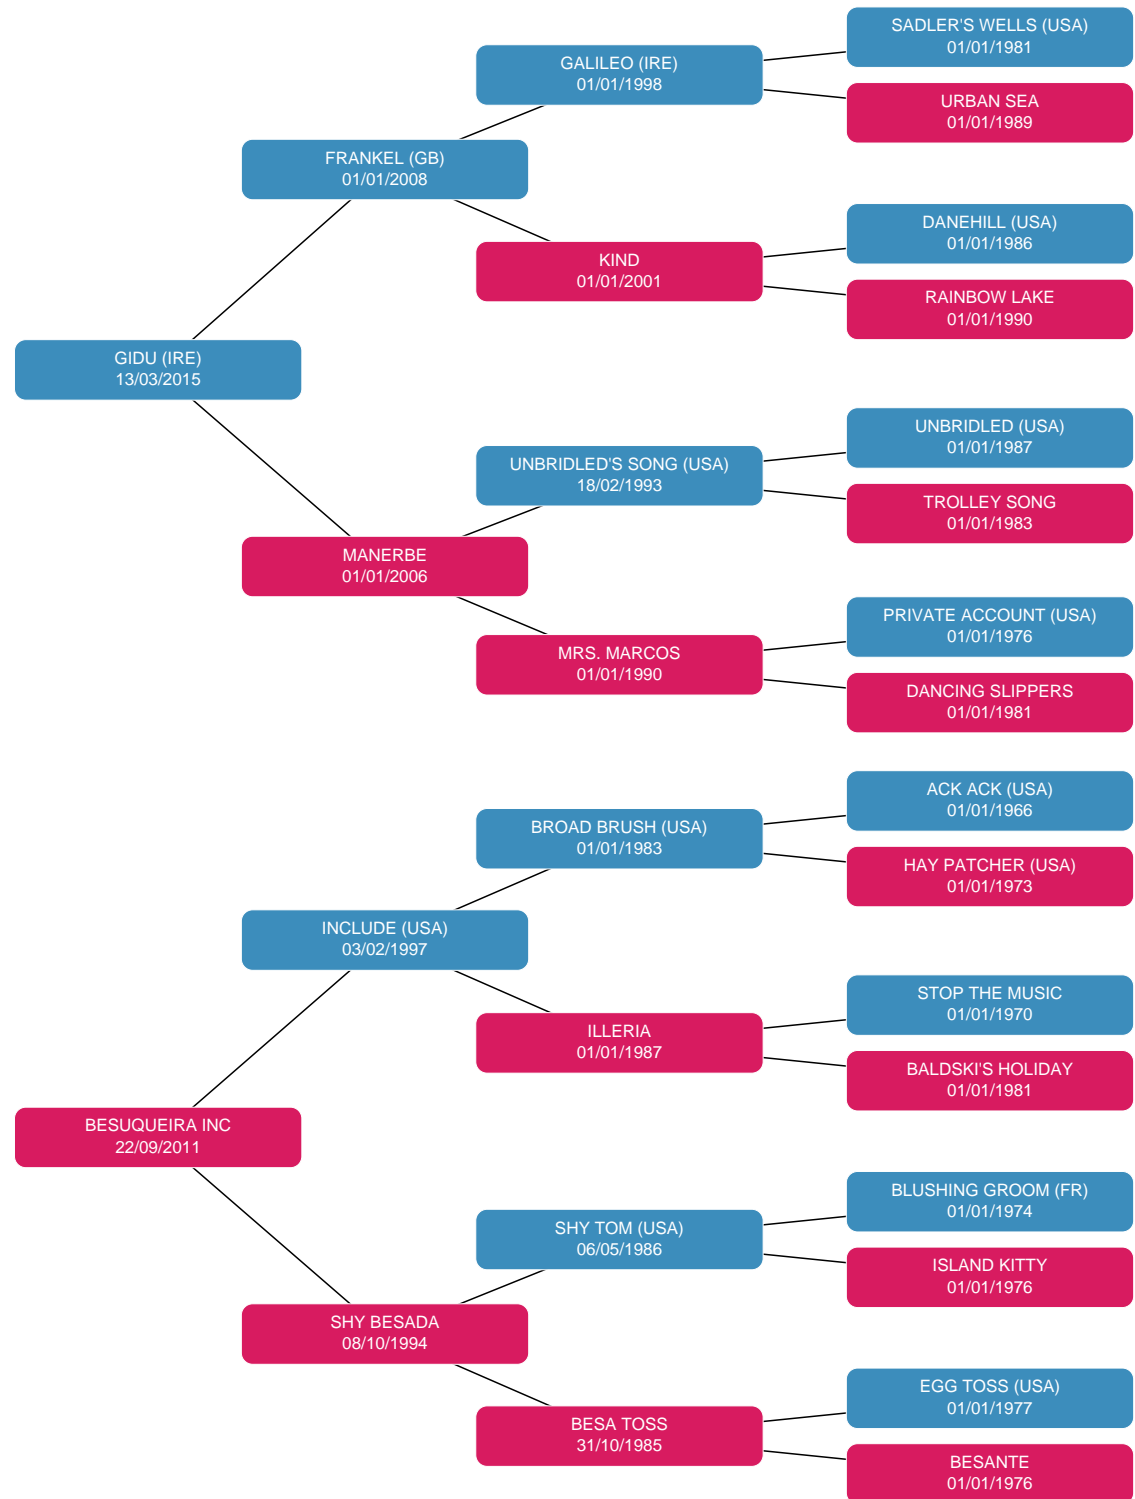 SADLER'S WELLS (USA)
01/01/1981
GALILEO (IRE)
01/01/1998
URBAN SEA
01/01/1989
FRANKEL (GB)
01/01/2008
DANEHILL (USA)
01/01/1986
KIND
01/01/2001
RAINBOW LAKE
01/01/1990
GIDU (IRE)
13/03/2015
UNBRIDLED (USA)
01/01/1987
UNBRIDLED'S SONG (USA)
18/02/1993
TROLLEY SONG
01/01/1983
MANERBE
01/01/2006
PRIVATE ACCOUNT (USA)
01/01/1976
MRS. MARCOS
01/01/1990
DANCING SLIPPERS
01/01/1981
ACK ACK (USA)
01/01/1966
BROAD BRUSH (USA)
01/01/1983
HAY PATCHER (USA)
01/01/1973
INCLUDE (USA)
03/02/1997
STOP THE MUSIC
01/01/1970
ILLERIA
01/01/1987
BALDSKI'S HOLIDAY
01/01/1981
BESUQUEIRA INC
22/09/2011
BLUSHING GROOM (FR)
01/01/1974
SHY TOM (USA)
06/05/1986
ISLAND KITTY
01/01/1976
SHY BESADA
08/10/1994
EGG TOSS (USA)
01/01/1977
BESA TOSS
31/10/1985
BESANTE
01/01/1976